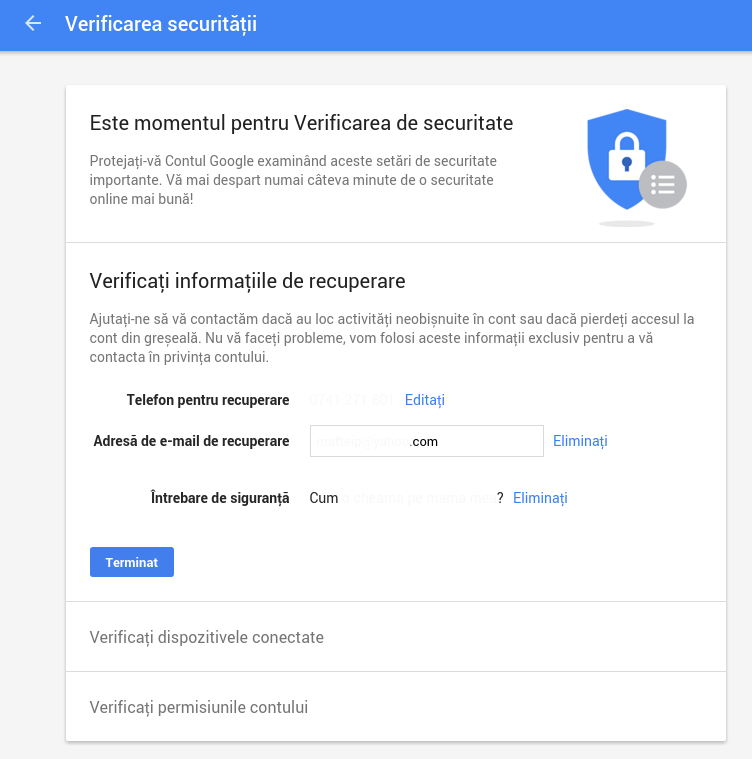 Verificarea securității
Este momentul pentru Verificarea de securitate
Protejați-vă Contul Google examinând aceste setări de securitate
importante. Vă mai despart numai câteva minute de o securitate
online mai bună!
Verificați informațiile de recuperare
Ajutați-ne să vă contactăm dacă au loc activități neobișnuite în cont sau dacă pierdeți accesul la
cont din greșeală. Nu vă faceți probleme, vom folosi aceste informații exclusiv pentru a vă
contacta în privința contului.
Telefon pentru recuperare Editați
Adresă de e-mail de recuperare .com Eliminați
Întrebare de siguranță Cum ? Eliminați
Terminat
Verificați dispozitivele conectate
Verificați permisiunile contului